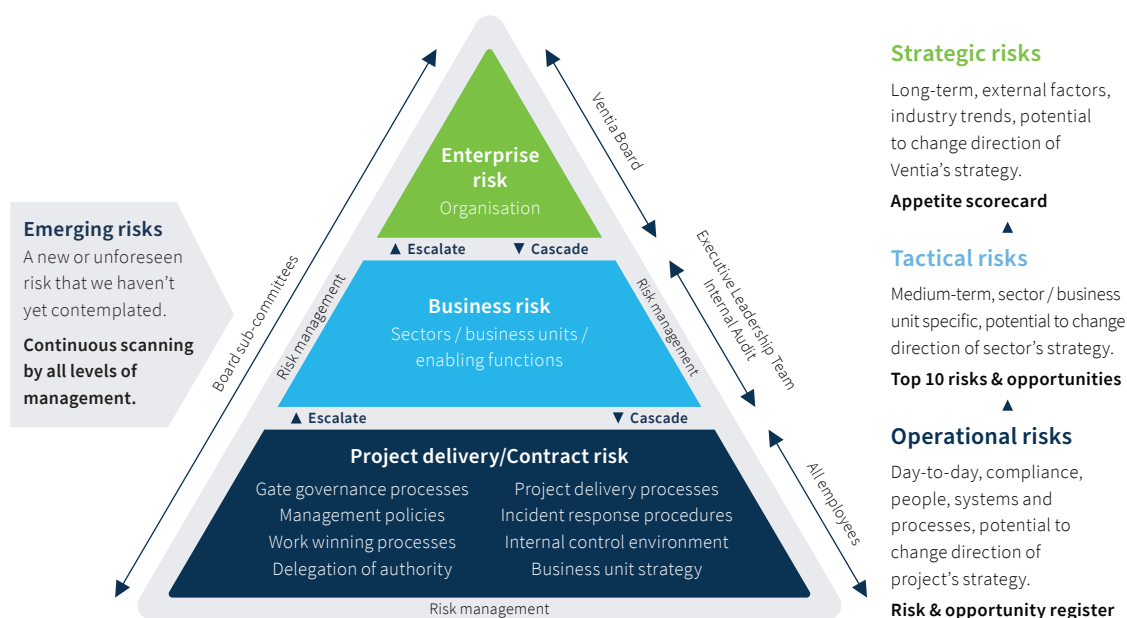 Emerging risks
A new or unforeseen
risk that we haven't
yet contemplated.
Continuous scanning
by all levels of
management.
Board sub-committees
Risk management
Enterprise
risk
Organisation
▲ Escalate
▼ Cascade
Business risk
Sectors / business units /
enabling functions
▲ Escalate
▼ Cascade
Project delivery/Contract risk
Gate governance processes
Management policies
Work winning processes
Delegation of authority
Project delivery processes
Incident response procedures
Internal control environment
Business unit strategy
Risk management
Risk management
Ventia Board
Executive Leadership Team
Internal Audit
All employees
Strategic risks
Long-term, external factors,
industry trends, potential
to change direction of
Ventia's strategy.
Appetite scorecard
▲
Tactical risks
Medium-term, sector / business
unit specific, potential to change
direction of sector's strategy.
Top 10 risks & opportunities
▲
Operational risks
Day-to-day, compliance,
people, systems and
processes, potential to
change direction of
project's strategy.
Risk & opportunity register